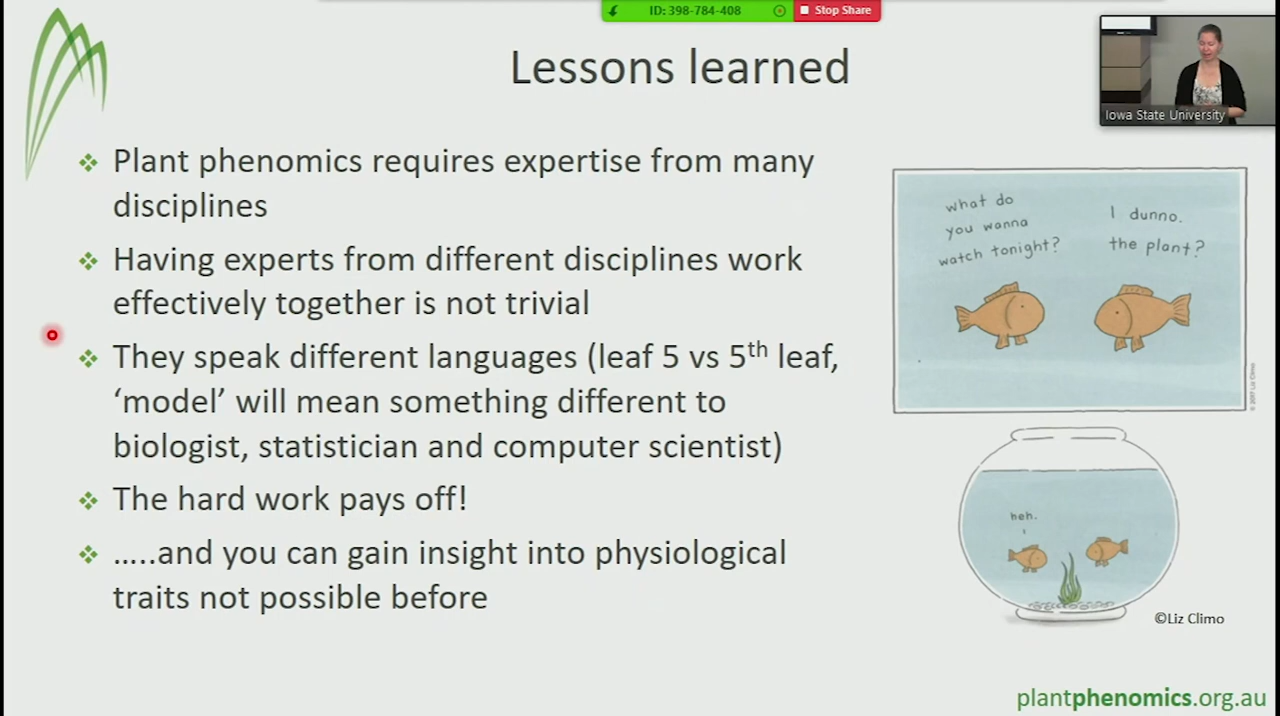 ID: 398-784-408
Stop Share
Lessons learned
Iowa State University
Plant phenomics requires expertise from many
disciplines
Having experts from different disciplines work
effectively together is not trivial
They speak different languages (leaf 5 vs 5th leaf,
‘model’ will mean something different to
biologist, statistician and computer scientist)
The hard work pays off!
…..and you can gain insight into physiological
traits not possible before
what do
you wanna
watch tonight?
I dunno.
the plant?
© 2017 Liz Climo
heh.
©Liz Climo
plantphenomics.org.au